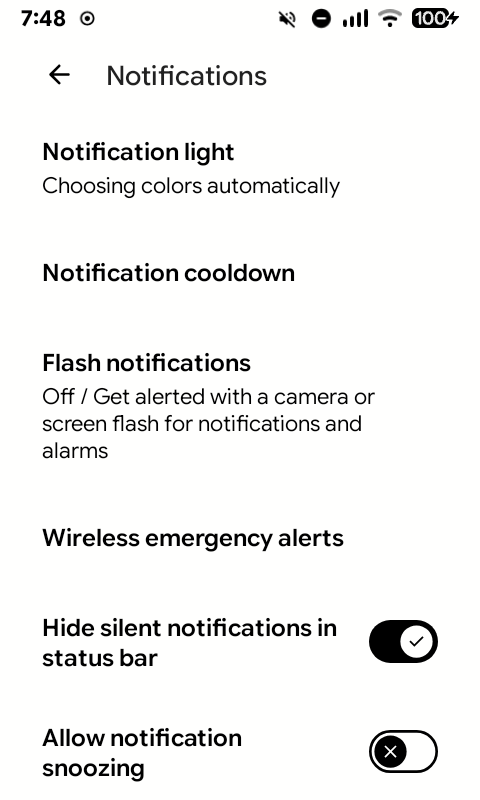 7:48
100
Notifications
Notification light
Choosing colors automatically
Notification cooldown
Flash notifications
Off / Get alerted with a camera or
screen flash for notifications and
alarms
Wireless emergency alerts
Hide silent notifications in
status bar
Allow notification
snoozing